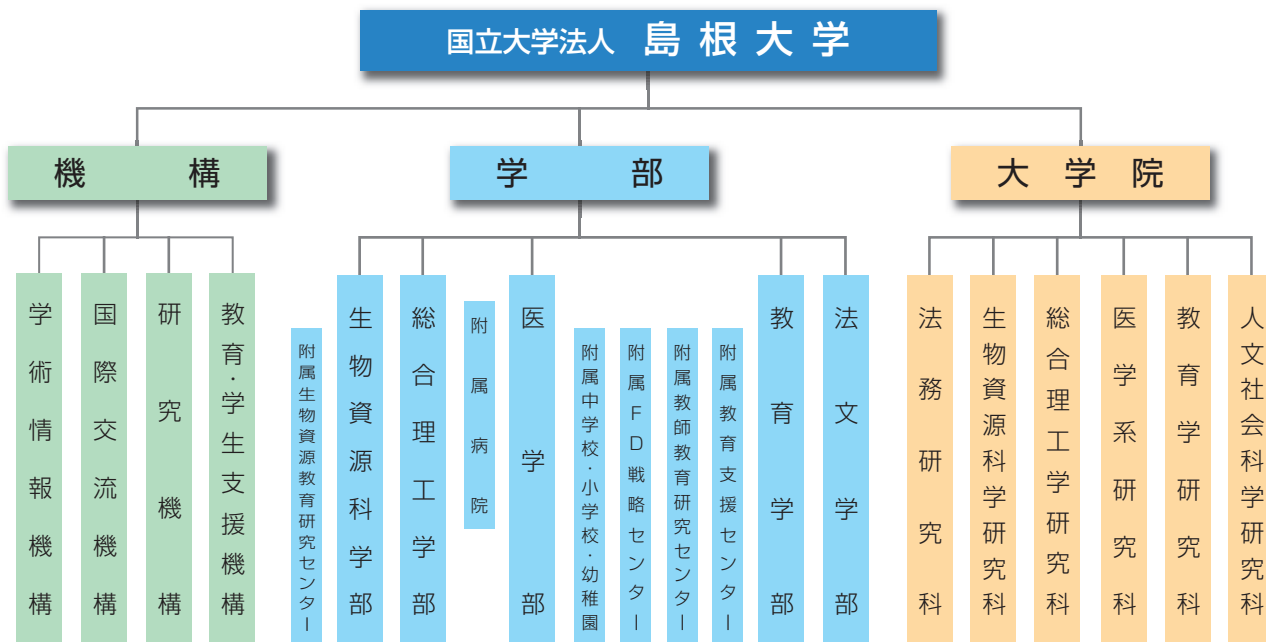 国立大学法人 島根大学
機構
学部
大学院
学術情報機構
国際交流機構
研究機構
教育・学生支援機構
附属生物資源教育研究センター
生物資源科学部
総合理工学部
附属病院
医学部
附属中学校・小学校・幼稚園
附属FD戦略センター
附属教師教育研究センター
附属教育支援センター
教育学部
法文学部
法務研究科
生物資源科学研究科
総合理工学研究科
医学系研究科
教育学研究科
人文社会科学研究科